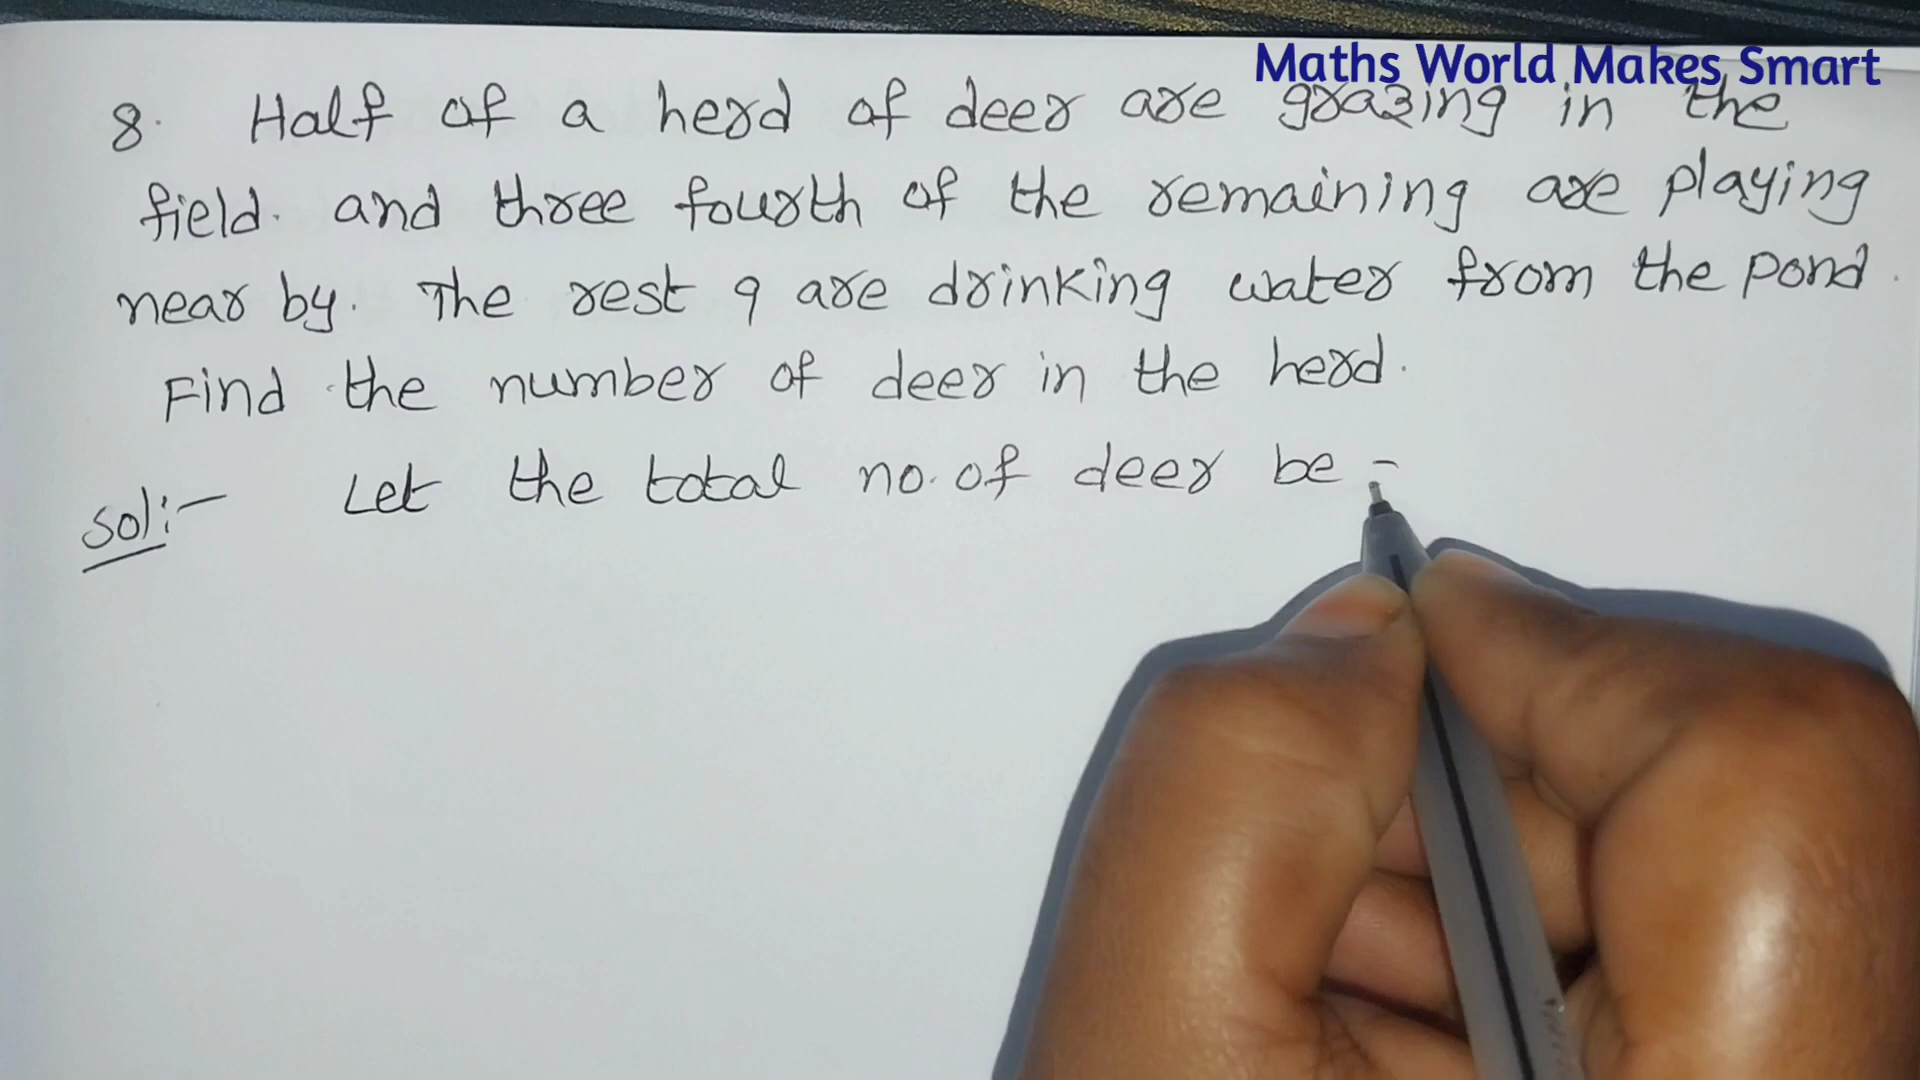 Maths World Makes Smart
8. Half of a herd of deer are grazing in the
field. and three fourth of the remaining are playing
near by. The rest 9 are drinking water from the pond.
Find the number of deer in the herd.
Sol:- Let the total no. of deer be =